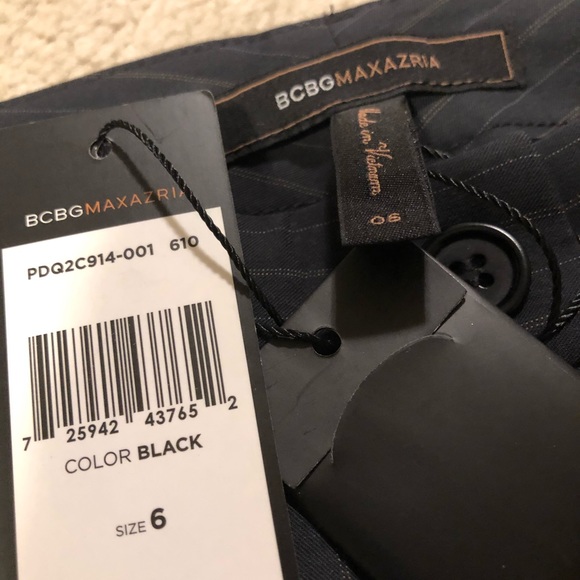 BCBGMAXAZRIA
Made in Vietnam
06
BCBGMAXAZRIA
PDQ2C914-001 610
7 25942 43765 2
COLOR BLACK
SIZE 6